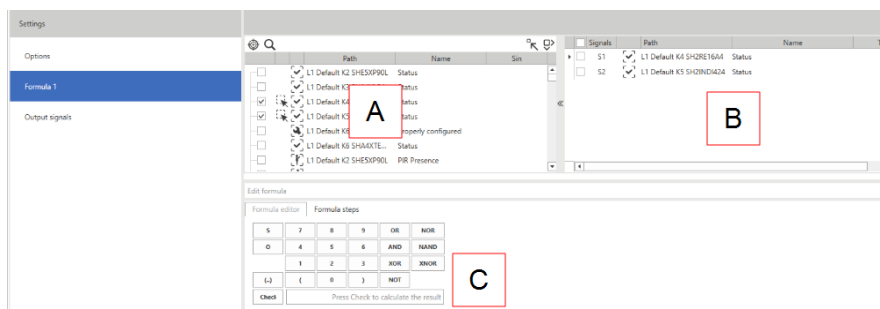 Settings
Options
Formula 1
Output signals
Path Name Sin
L1 Default K2 SHE5XP90L Status
L1 Default K3 Status
L1 Default K4 Status
L1 Default K5 Status
L1 Default K6 properly configured
L1 Default K6 SHA4XTE... Status
L1 Default K2 SHE5XP90L PIR Presence
A
«
Signals Path Name T
S1 L1 Default K4 SH2RE16A4 Status
S2 L1 Default K5 SH2INDI424 Status
B
Edit formula
Formula editor Formula steps
S 7 8 9 OR NOR
O 4 5 6 AND NAND
1 2 3 XOR XNOR
(..) ( 0 ) NOT
Check Press Check to calculate the result
C